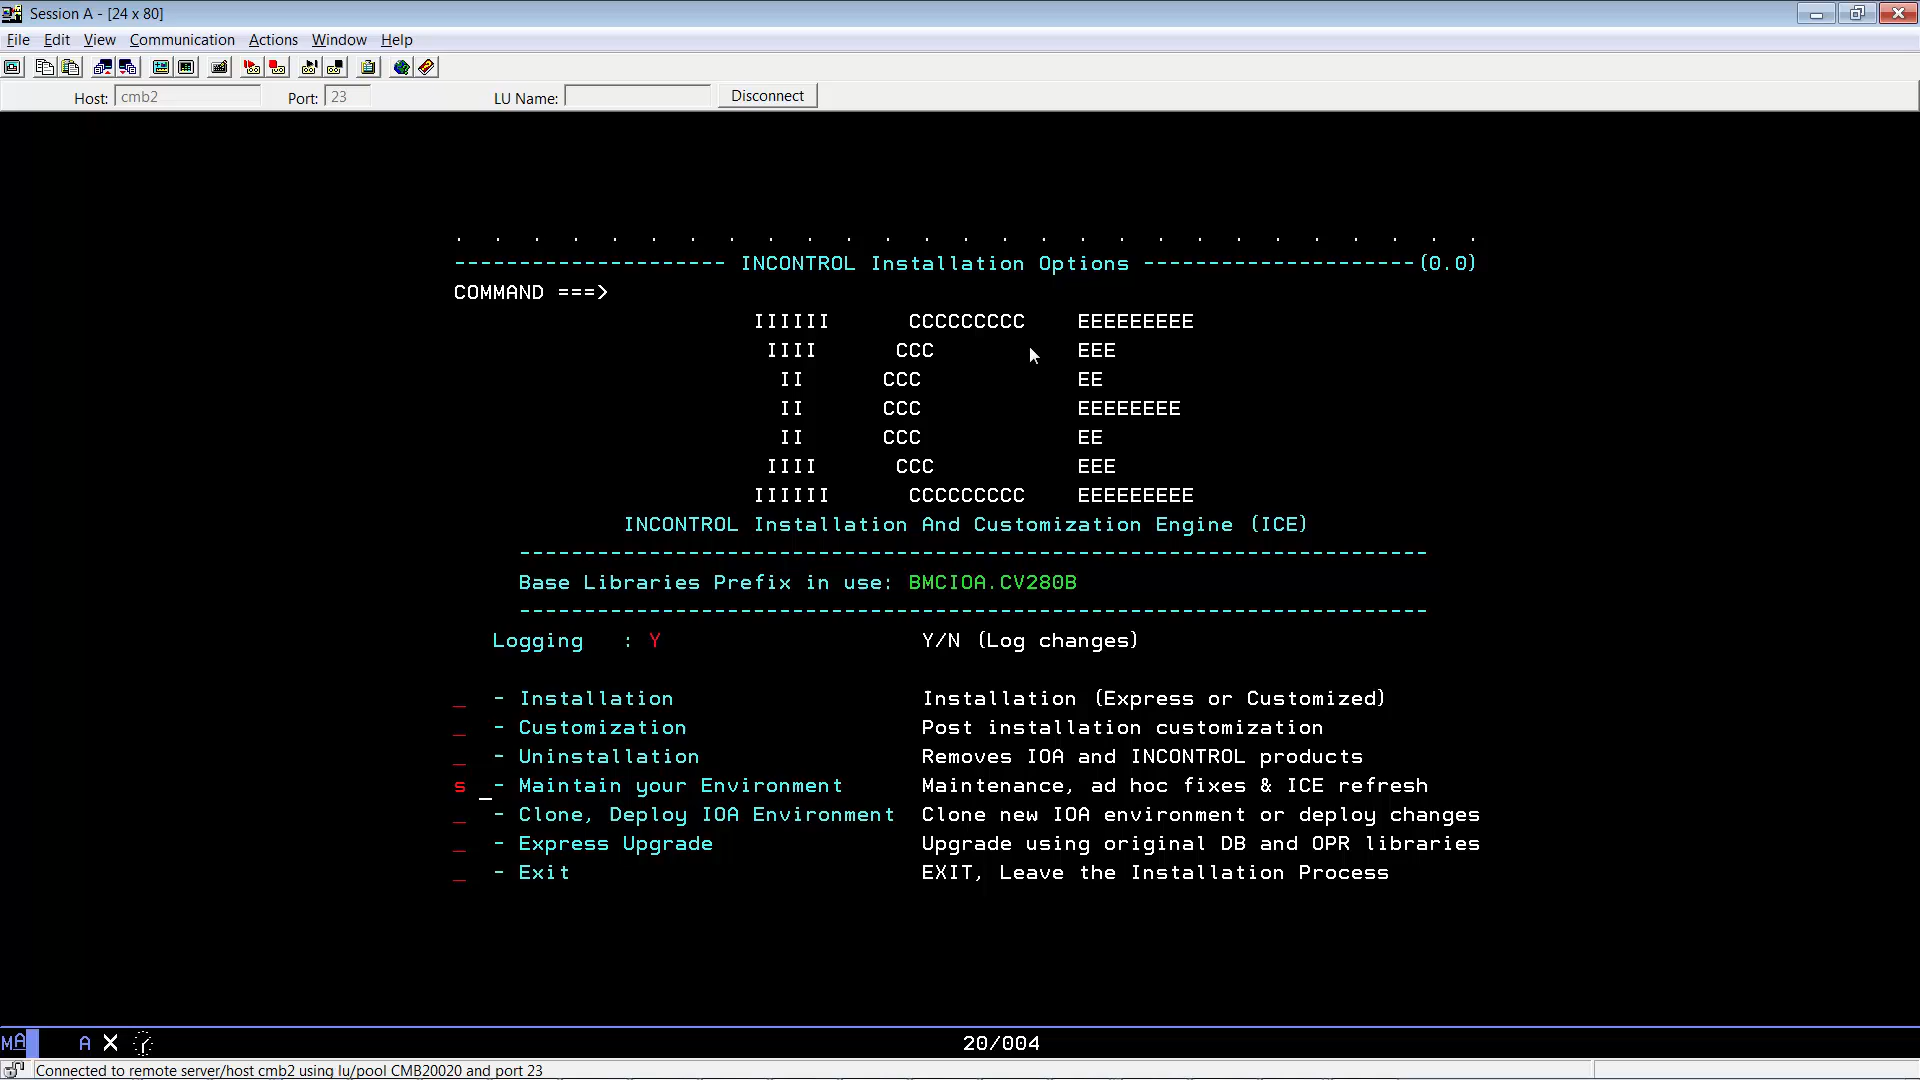 Session A - [24 x 80]
File Edit View Communication Actions Window Help
Host: cmb2 Port: 23 LU Name: Disconnect
. . . . . . . . . . . . . . . . . . . . . . . . . . .
--------------------- INCONTROL Installation Options ---------------------(0.0)
COMMAND ===>
IIIIII CCCCCCCCC EEEEEEEEE
IIII CCC EEE
II CCC EE
II CCC EEEEEEEE
II CCC EE
IIII CCC EEE
IIIIII CCCCCCCCC EEEEEEEEE
INCONTROL Installation And Customization Engine (ICE)
----------------------------------------------------------------------
Base Libraries Prefix in use: BMCIOA.CV280B
----------------------------------------------------------------------
Logging : Y Y/N (Log changes)
_ - Installation Installation (Express or Customized)
_ - Customization Post installation customization
_ - Uninstallation Removes IOA and INCONTROL products
s _- Maintain your Environment Maintenance, ad hoc fixes & ICE refresh
_ - Clone, Deploy IOA Environment Clone new IOA environment or deploy changes
_ - Express Upgrade Upgrade using original DB and OPR libraries
_ - Exit EXIT, Leave the Installation Process
MA A X 20/004
Connected to remote server/host cmb2 using lu/pool CMB20020 and port 23